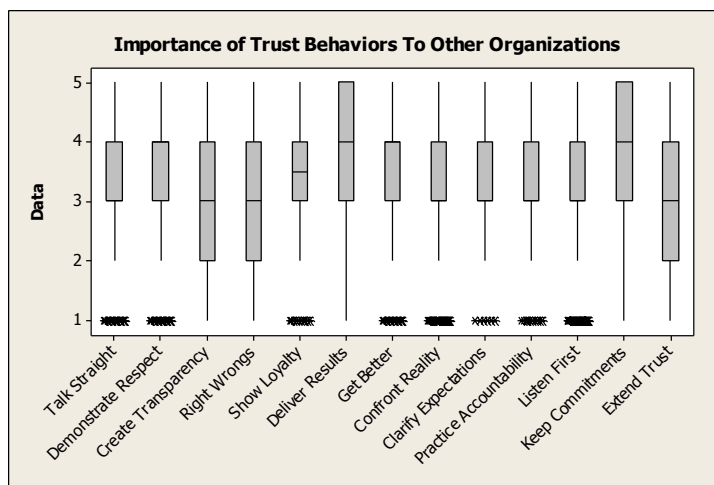 Importance of Trust Behaviors To Other Organizations
Data
5
4
3
2
1
Talk Straight
Demonstrate Respect
Create Transparency
Right Wrongs
Show Loyalty
Deliver Results
Get Better
Confront Reality
Clarify Expectations
Practice Accountability
Listen First
Keep Commitments
Extend Trust